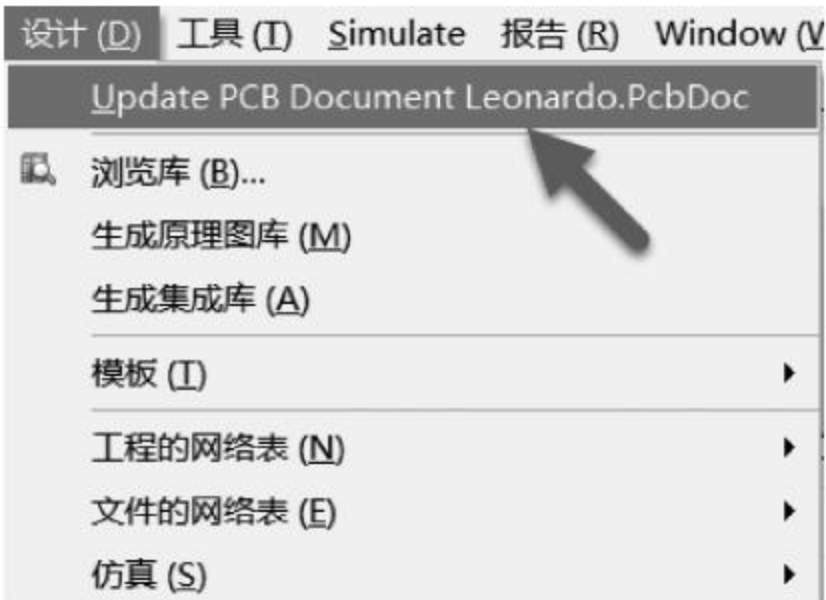 设计 (D) 工具 (T) Simulate 报告 (R) Window (
Update PCB Document Leonardo.PcbDoc
浏览库 (B)...
生成原理图库 (M)
生成集成库 (A)
模板 (T)
工程的网络表 (N)
文件的网络表 (E)
仿真 (S)